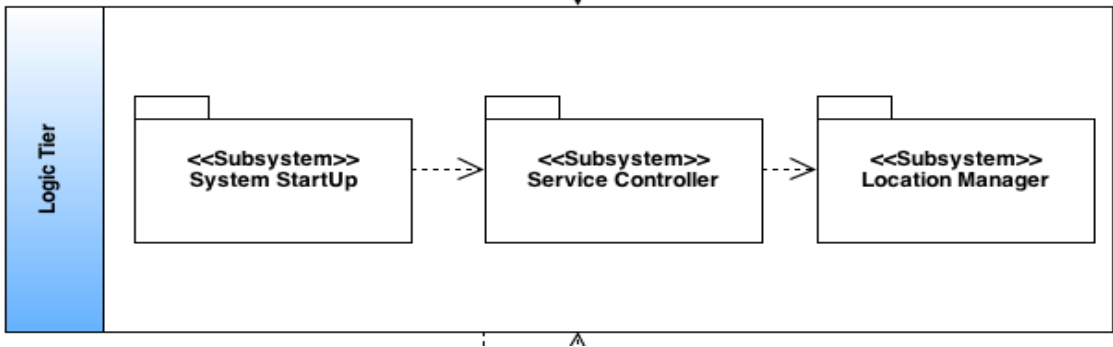 Logic Tier
<<Subsystem>>
System StartUp
<<Subsystem>>
Service Controller
<<Subsystem>>
Location Manager